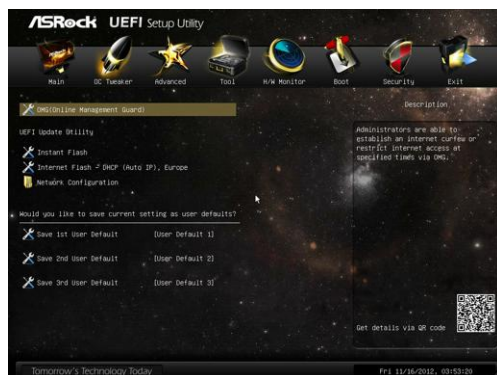 ASRock UEFI Setup Utility
Main OC Tweaker Advanced Tool H/W Monitor Boot Security Exit
OMG(Online Management Guard)
UEFI Update Utility
Instant Flash
Internet Flash - DHCP (Auto IP), Europe
Network Configuration
Would you like to save current setting as user defaults?
Save 1st User Default [User Default 1]
Save 2nd User Default [User Default 2]
Save 3rd User Default [User Default 3]
Description
Administrators are able to
establish an internet curfew or
restrict internet access at
specified times via OMG.
Get details via QR code
Tomorrow's Technology Today
Fri 11/16/2012, 03:53:20